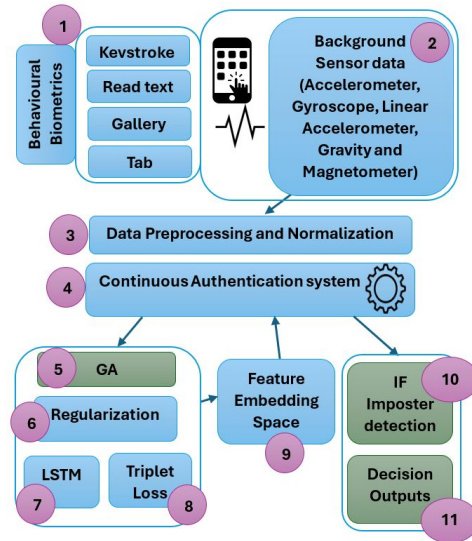 1
Behavioural
Biometrics
Kevstroke
Read text
Gallery
Tab
2
Background
Sensor data
(Accelerometer,
Gyroscope, Linear
Accelerometer,
Gravity and
Magnetometer)
3
Data Preprocessing and Normalization
4
Continuous Authentication system
5
GA
6
Regularization
7
LSTM
8
Triplet
Loss
Feature
Embedding
Space
9
10
IF
Imposter
detection
Decision
Outputs
11